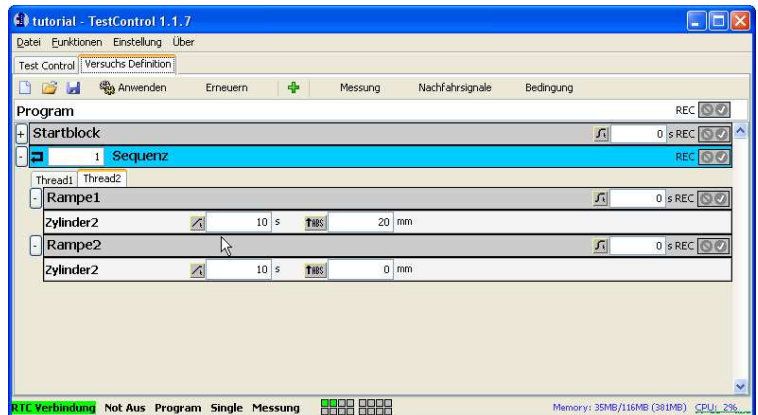 tutorial - TestControl 1.1.7
Datei Funktionen Einstellung Über
Test Control Versuchs Definition
Anwenden Erneuern Messung Nachfahrsignale Bedingung
Program REC
+ Startblock 0 s REC
- 1 Sequenz REC
Thread1 Thread2
- Rampe1 0 s REC
Zylinder2 10 s ABS 20 mm
- Rampe2 0 s REC
Zylinder2 10 s ABS 0 mm
RTC Verbindung Not Aus Program Single Messung Memory: 35MB/116MB (381MB) CPU: 2%